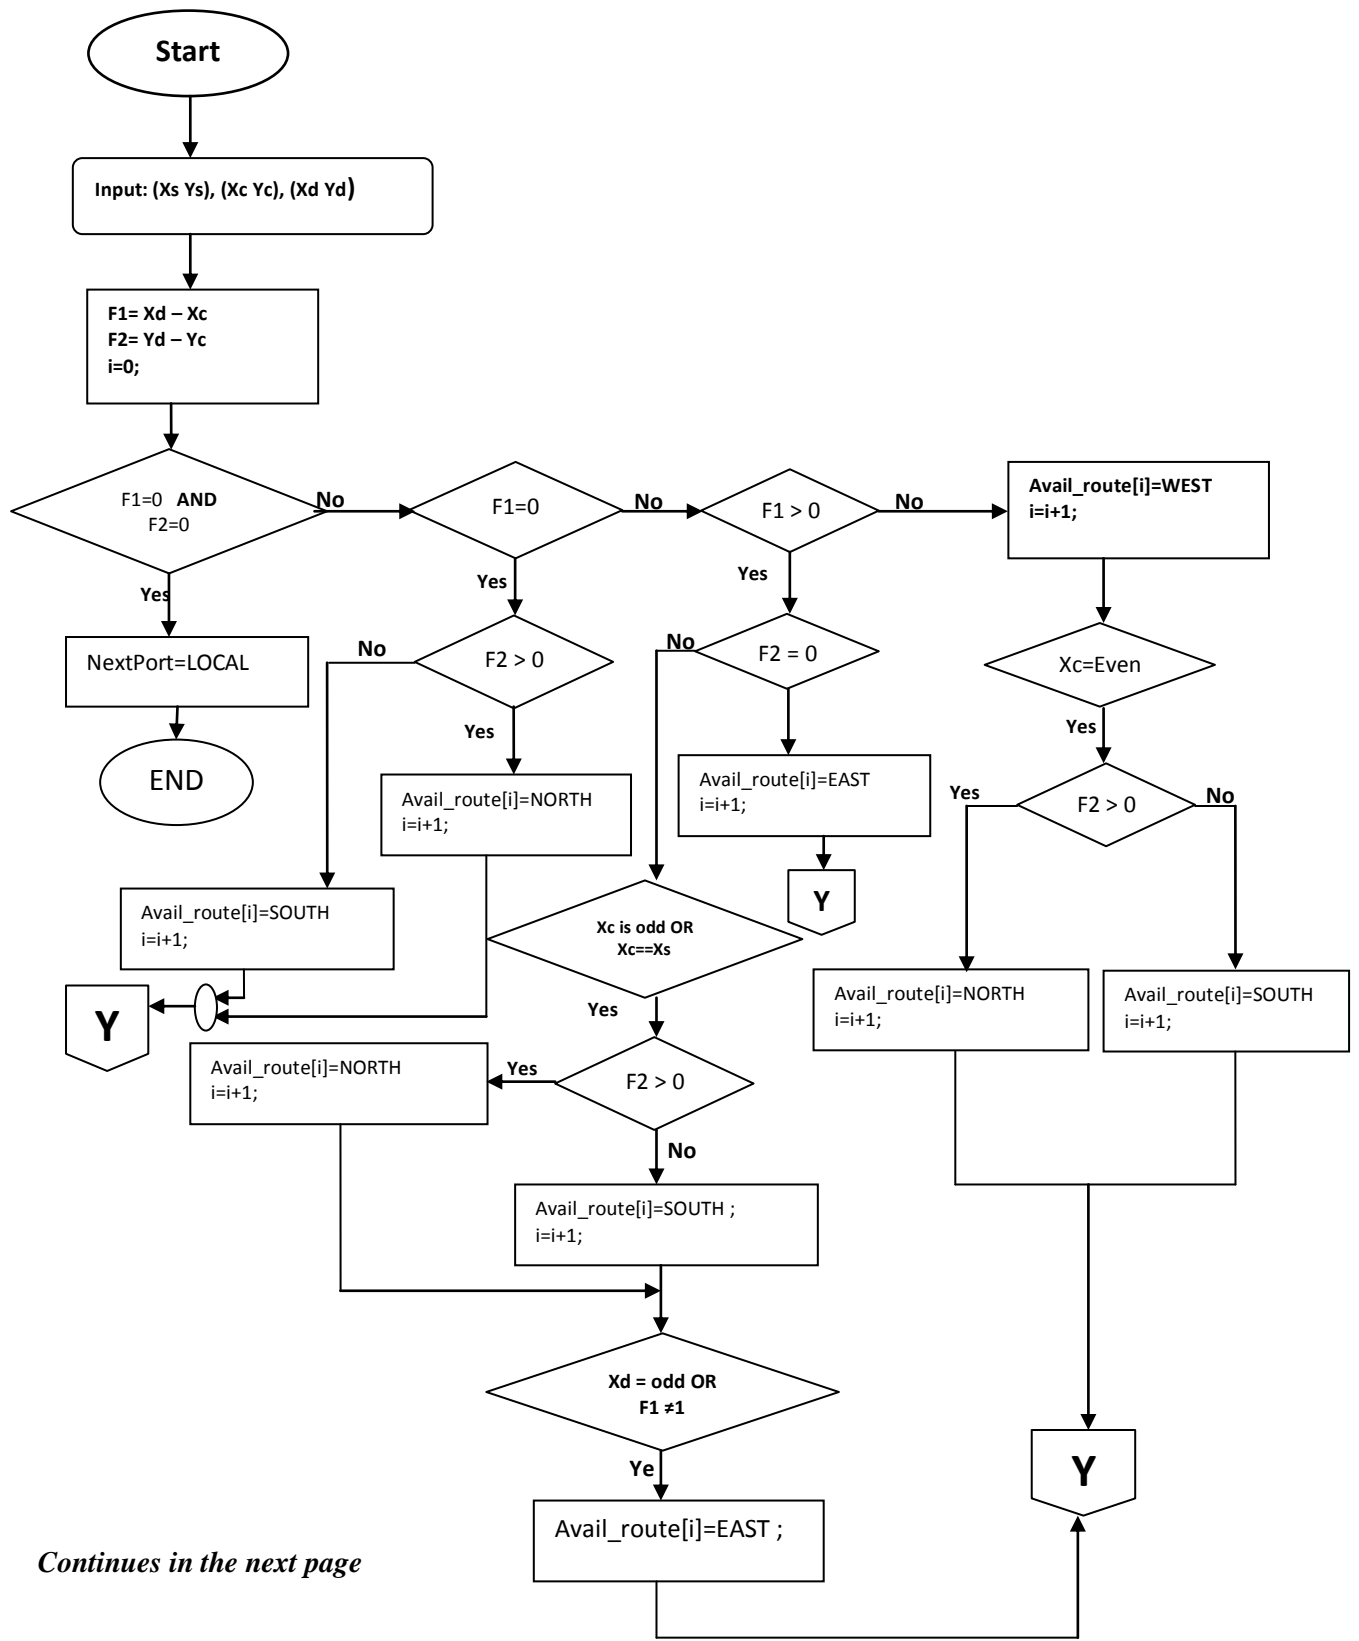 Start
Input: (Xs Ys), (Xc Yc), (Xd Yd)
F1= Xd – Xc
F2= Yd – Yc
i=0;
F1=0 AND
F2=0
No
F1=0
No
F1 > 0
No
Avail_route[i]=WEST
i=i+1;
Yes
Yes
Yes
NextPort=LOCAL
No
F2 > 0
No
F2 = 0
Xc=Even
Yes
Yes
END
Avail_route[i]=NORTH
i=i+1;
Avail_route[i]=EAST
i=i+1;
Yes
F2 > 0
No
Avail_route[i]=SOUTH
i=i+1;
Xc is odd OR
Xc==Xs
Y
Y
Yes
Avail_route[i]=NORTH
i=i+1;
Avail_route[i]=SOUTH
i=i+1;
Avail_route[i]=NORTH
i=i+1;
Yes
F2 > 0
No
Avail_route[i]=SOUTH ;
i=i+1;
Xd = odd OR
F1 ≠1
Ye
Y
Avail_route[i]=EAST ;
Continues in the next page